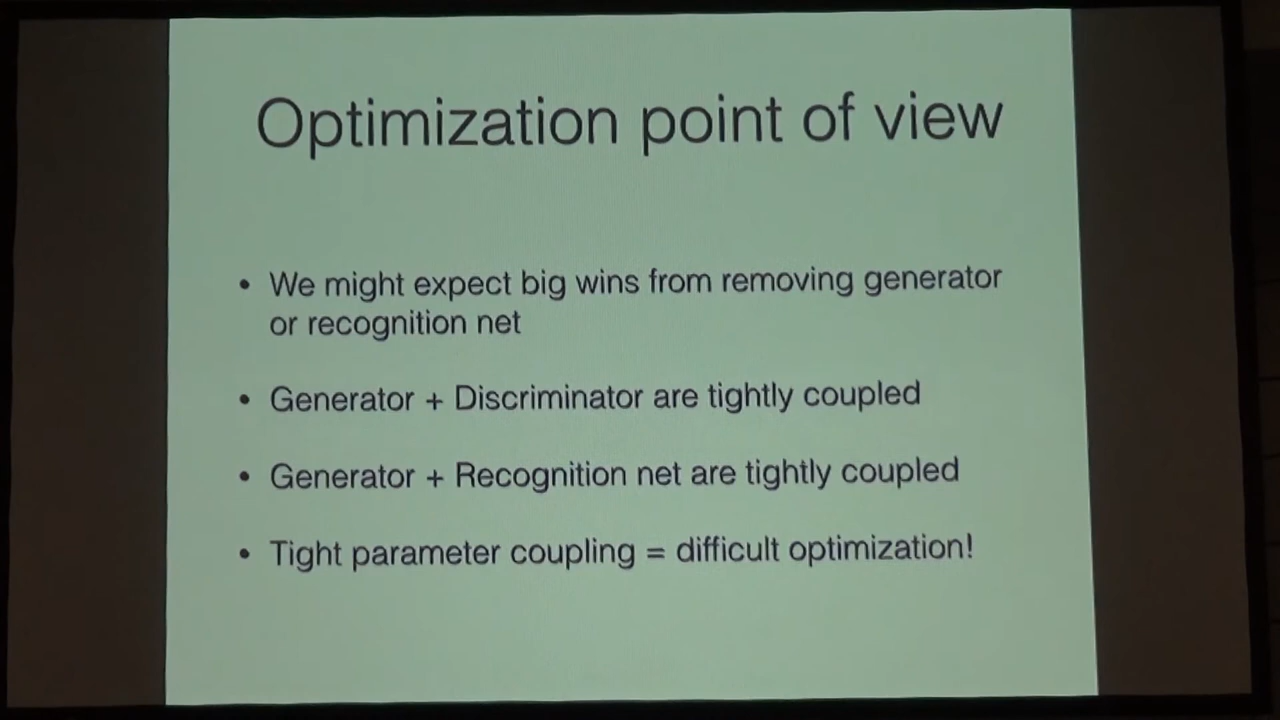 Optimization point of view
• We might expect big wins from removing generator
or recognition net
• Generator + Discriminator are tightly coupled
• Generator + Recognition net are tightly coupled
• Tight parameter coupling = difficult optimization!